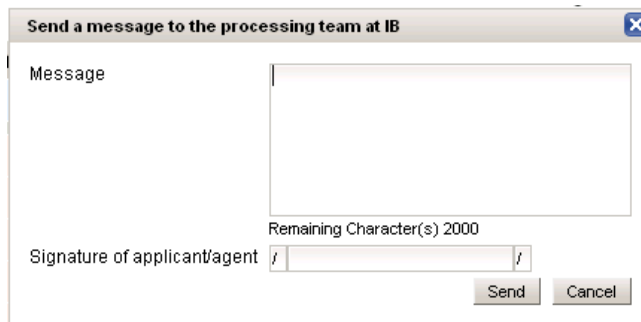 Send a message to the processing team at IB
Message
Remaining Character(s) 2000
Signature of applicant/agent / /
Send Cancel